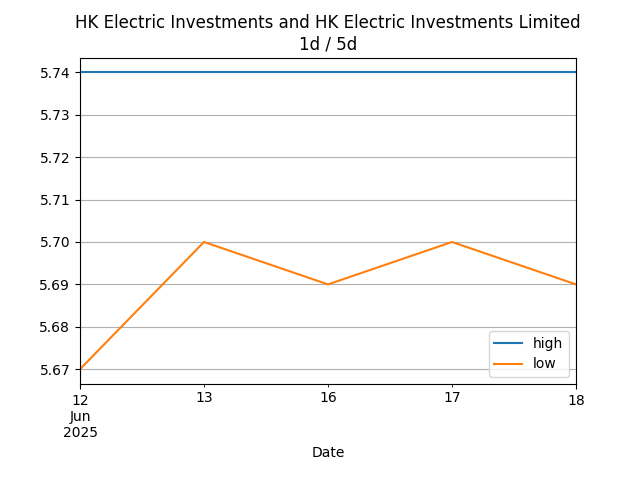 HK Electric Investments and HK Electric Investments Limited
1d / 5d
5.74
5.73
5.72
5.71
5.70
5.69
5.68
5.67
high
low
12
Jun
2025
13
16
17
18
Date